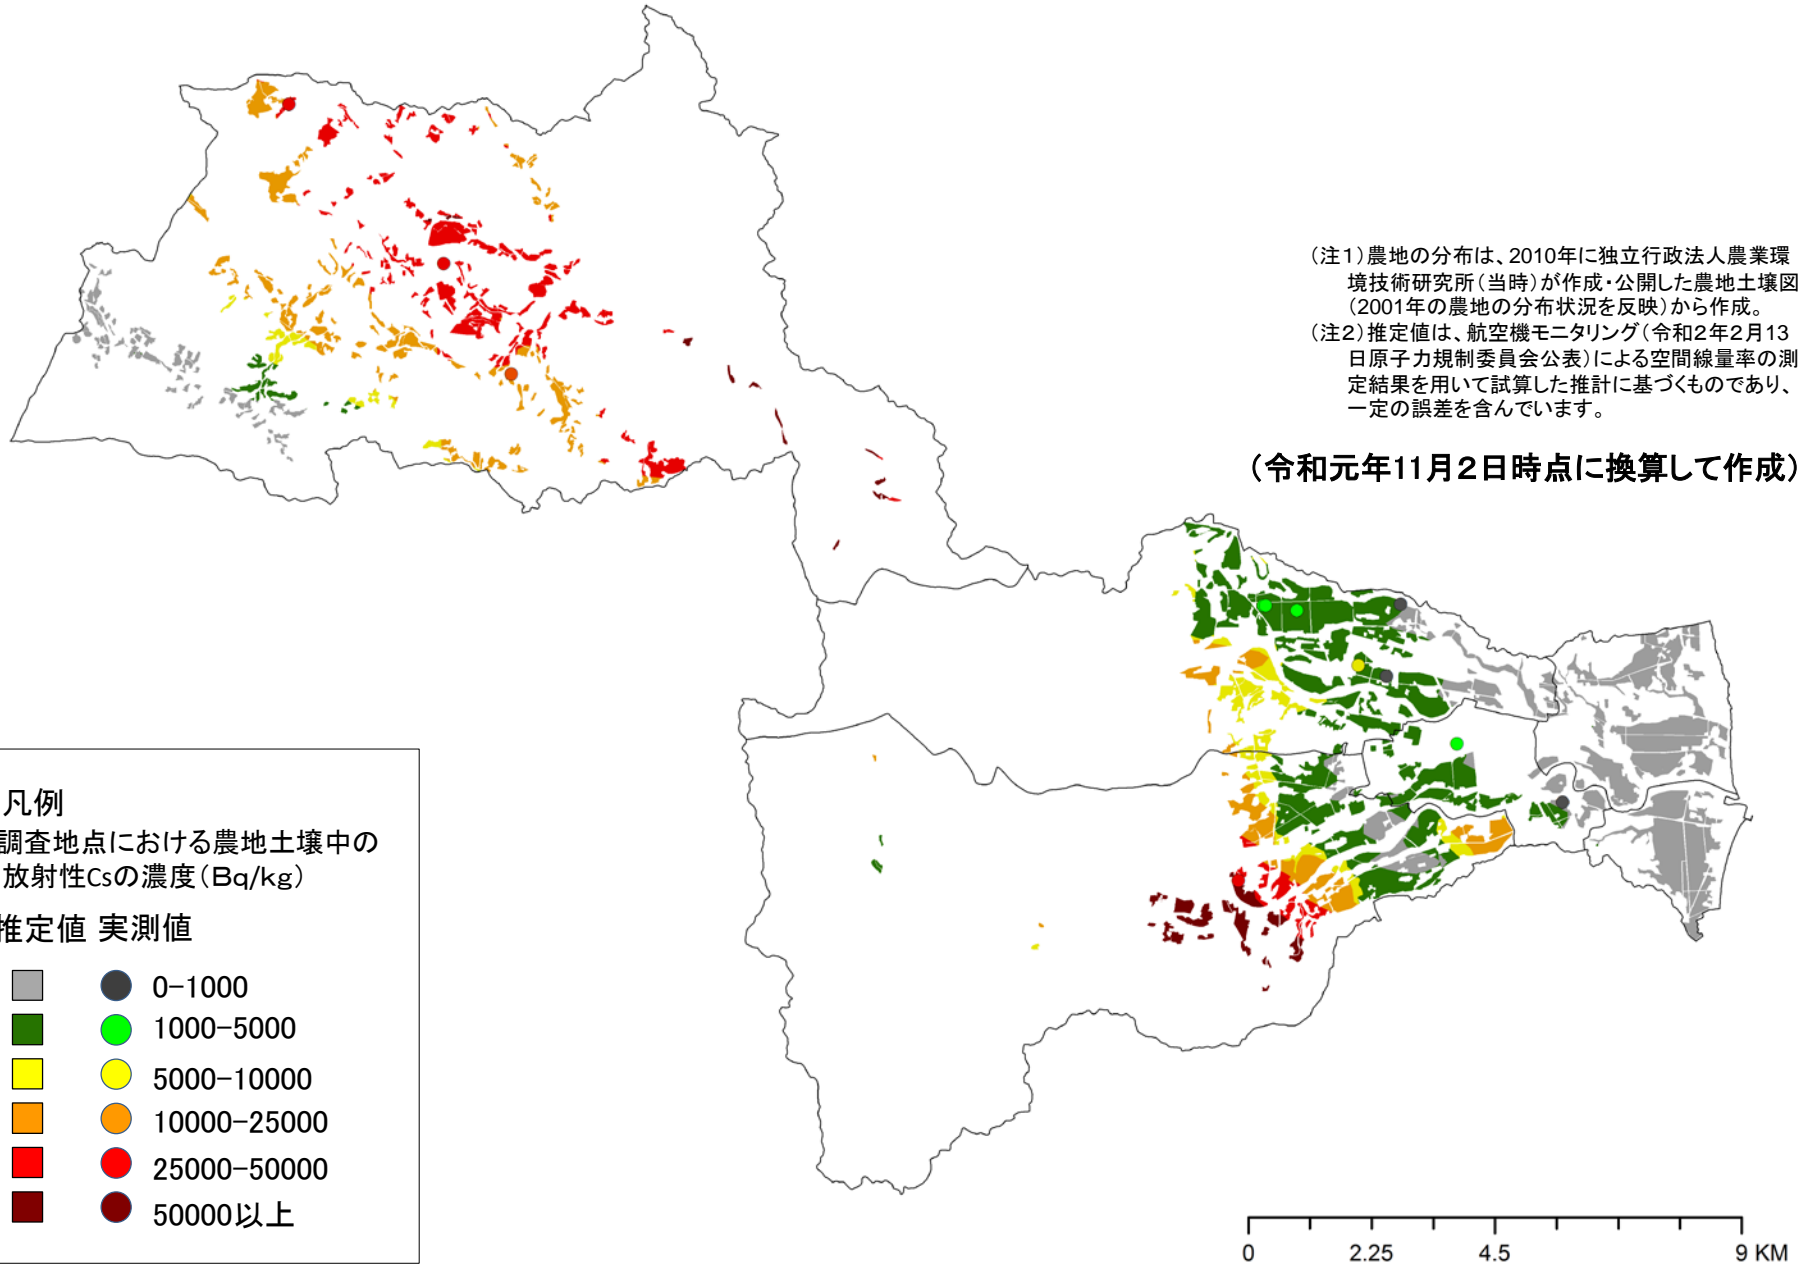 （注1）農地の分布は、2010年に独立行政法人農業環
境技術研究所（当時）が作成・公開した農地土壌図
（2001年の農地の分布状況を反映）から作成。
（注2）推定値は、航空機モニタリング（令和2年2月13
日原子力規制委員会公表）による空間線量率の測
定結果を用いて試算した推計に基づくものであり、
一定の誤差を含んでいます。
（令和元年11月2日時点に換算して作成）
凡例
調査地点における農地土壌中の
放射性Csの濃度（Bq/kg）
推定値 実測値
0-1000
1000-5000
5000-10000
10000-25000
25000-50000
50000以上
0 2.25 4.5 9 KM